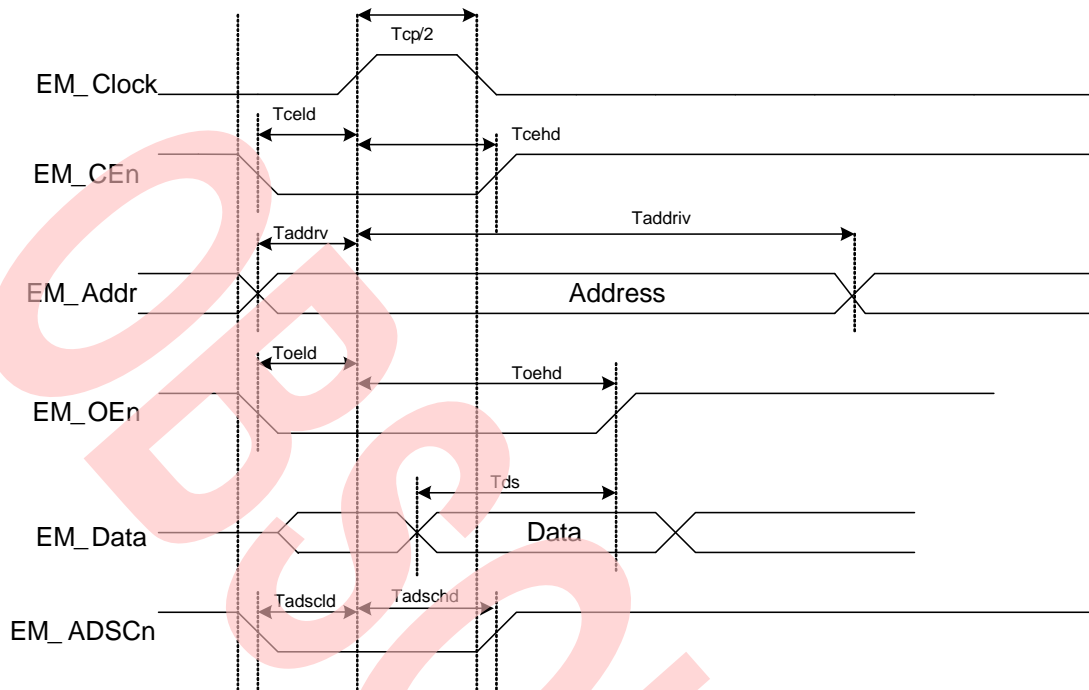 Tcp/2
EM_Clock
Tceld
Tcehd
EM_CEn
Taddrv
Taddriv
EM_Addr
Address
Toeld
Toehd
EM_OEn
Tds
EM_Data
Data
Tadscld
Tadschd
EM_ADSCn
OBSO